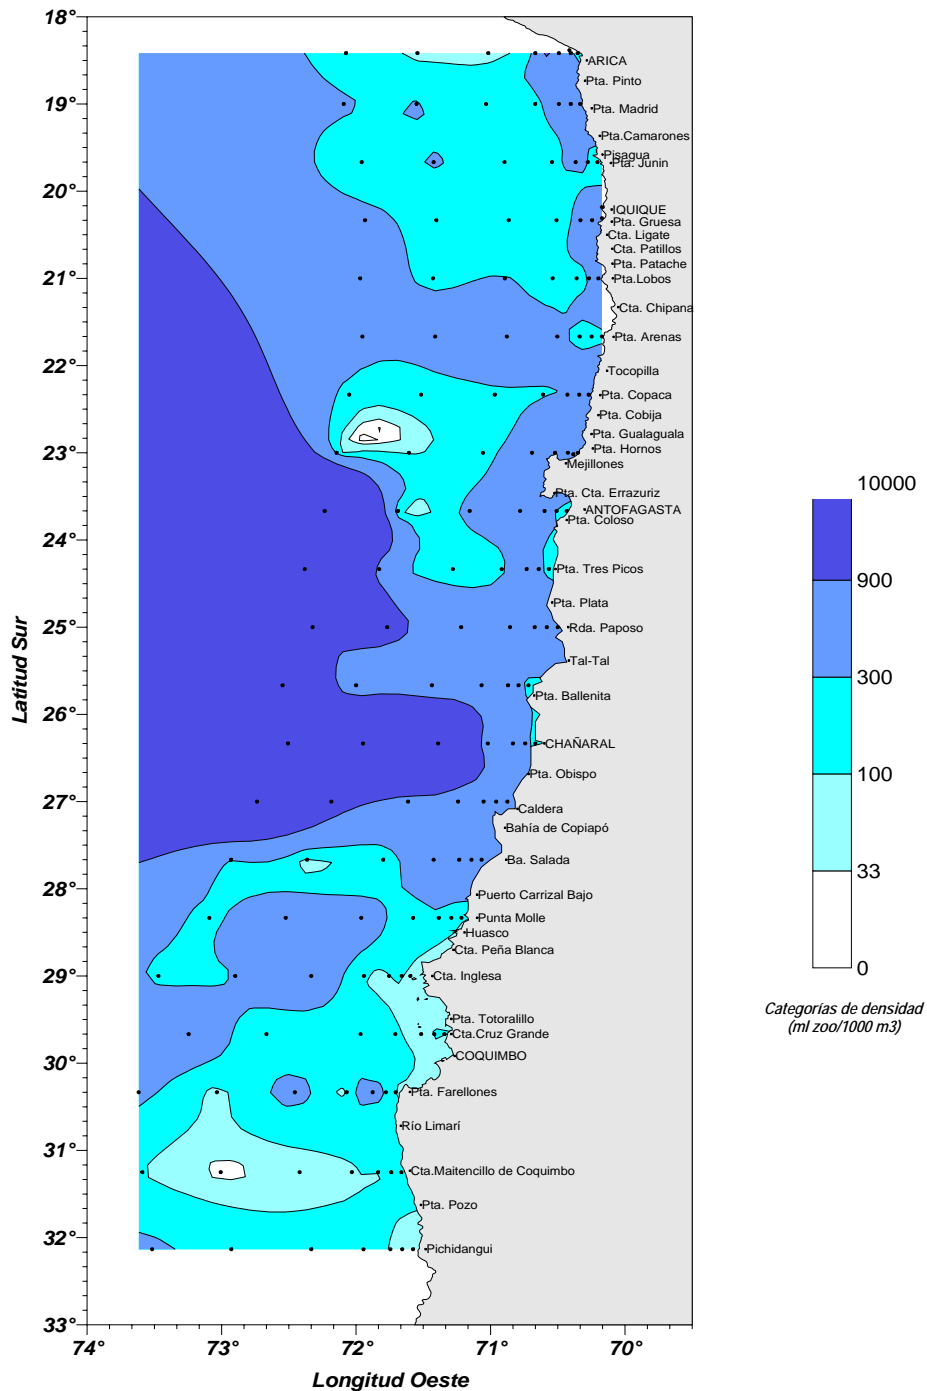 18°
ARICA
Pta. Pinto
19°
Pta. Madrid
Pta.Camarones
Pisagua
Pta. Junin
20°
IQUIQUE
Pta. Gruesa
Cta. Ligate
Cta. Patillos
Pta. Patache
21°
Pta.Lobos
Cta. Chipana
Pta. Arenas
22°
Tocopilla
Pta. Copaca
Pta. Cobija
Pta. Gualaguala
23°
Pta. Hornos
Mejillones
Pta. Cta. Errazuriz
ANTOFAGASTA
Pta. Coloso
24°
Pta. Tres Picos
Pta. Plata
25°
Rda. Paposo
Tal-Tal
Pta. Ballenita
26°
CHAÑARAL
Pta. Obispo
27°
Caldera
Bahía de Copiapó
Ba. Salada
28°
Puerto Carrizal Bajo
Punta Molle
Huasco
Cta. Peña Blanca
29°
Cta. Inglesa
Pta. Totoralillo
Cta.Cruz Grande
COQUIMBO
30°
Pta. Farellones
Río Limarí
31°
Cta.Maitencillo de Coquimbo
Pta. Pozo
32°
Pichidangui
33°
74° 73° 72° 71° 70°
Longitud Oeste
Latitud Sur
10000
900
300
100
33
0
Categorías de densidad
(ml zoo/1000 m3)